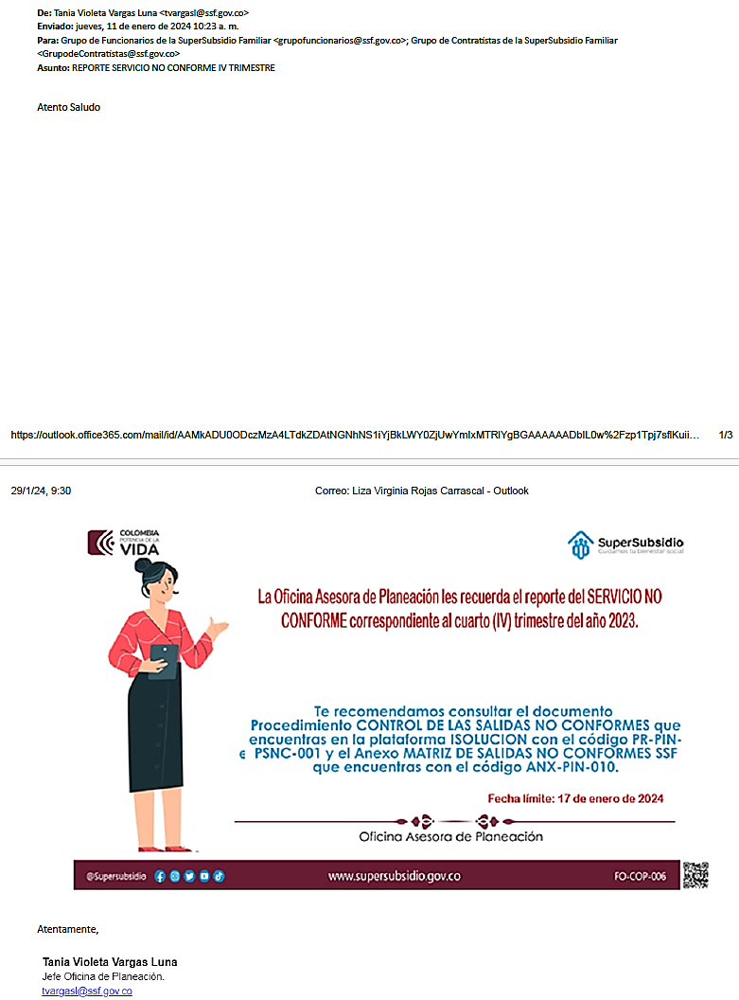 De: Tania Violeta Vargas Luna <tvargasl@ssf.gov.co>
Enviado: jueves, 11 de enero de 2024 10:23 a. m.
Para: Grupo de Funcionarios de la SuperSubsidio Familiar <grupofuncionarios@ssf.gov.co>; Grupo de Contratistas de la SuperSubsidio Familiar
<GrupodeContratistas@ssf.gov.co>
Asunto: REPORTE SERVICIO NO CONFORME IV TRIMESTRE
Atento Saludo
1/3
29/1/24, 9:30 Correo: Liza Virginia Rojas Carrascal - Outlook
COLOMBIA
POTENCIA DE LA
VIDA
SuperSubsidio
Cuidamos tu bienestar social
La Oficina Asesora de Planeación les recuerda el reporte del SERVICIO NO
CONFORME correspondiente al cuarto (IV) trimestre del año 2023.
Te recomendamos consultar el documento
Procedimiento CONTROL DE LAS SALIDAS NO CONFORMES que
encuentras en la plataforma ISOLUCION con el código PR-PIN-
PSNC-001 y el Anexo MATRIZ DE SALIDAS NO CONFORMES SSF
que encuentras con el código ANX-PIN-010.
Fecha límite: 17 de enero de 2024
Oficina Asesora de Planeación
@Supersubsidio www.supersubsidio.gov.co FO-COP-006
Atentamente,
Tania Violeta Vargas Luna
Jefe Oficina de Planeación.
tvargasl@ssf.gov.co